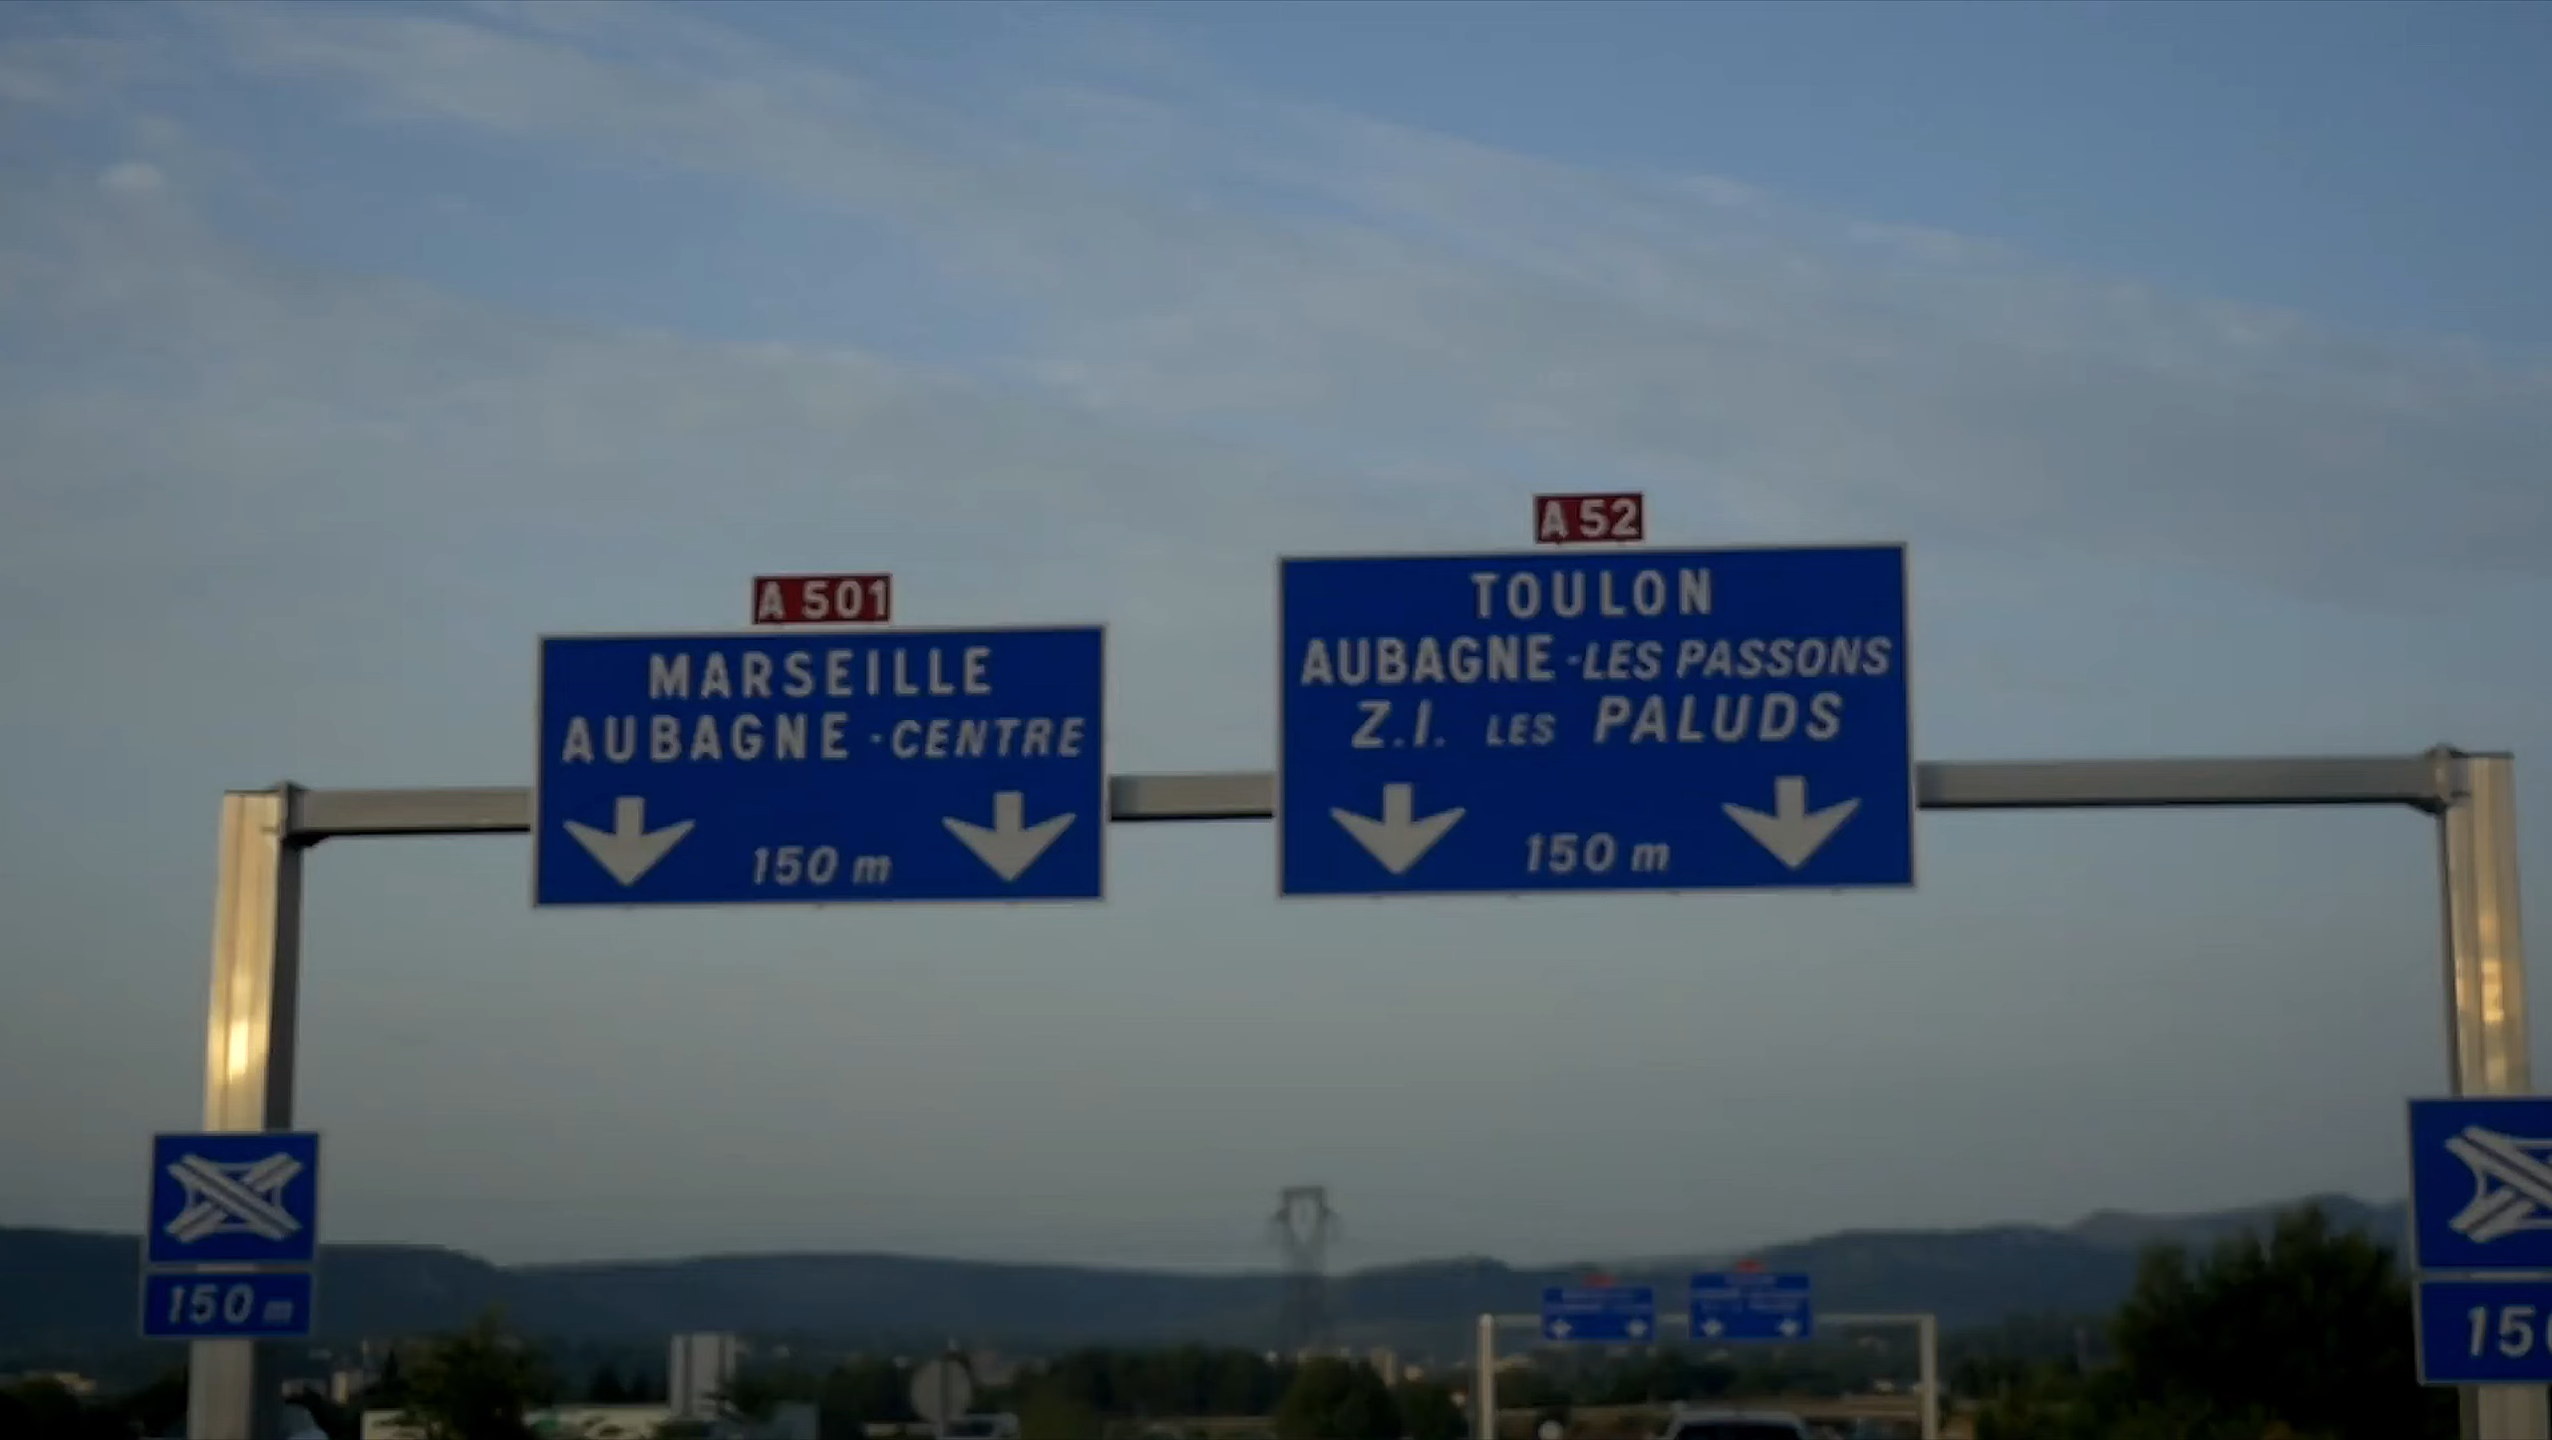 A 501
MARSEILLE
AUBAGNE - CENTRE
150 m
A 52
TOULON
AUBAGNE - LES PASSONS
Z.I. LES PALUDS
150 m
150 m